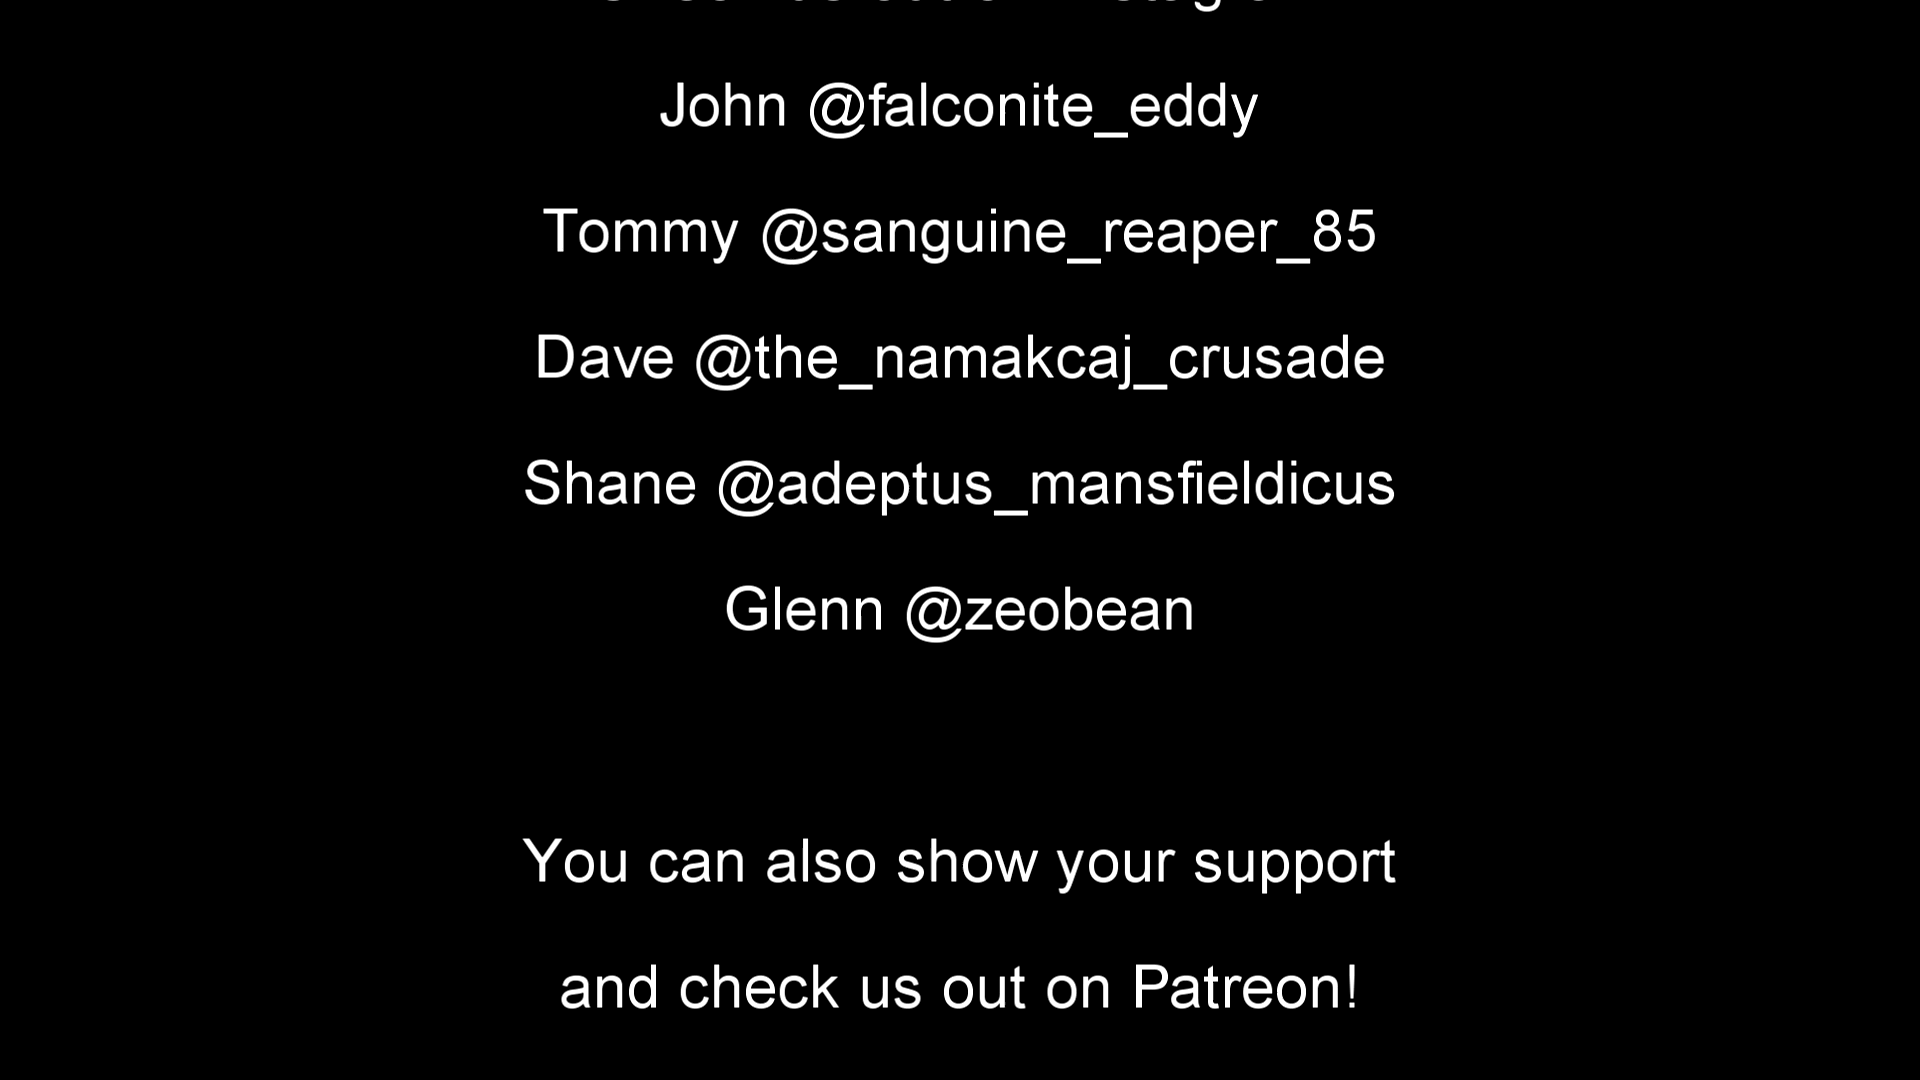 John @falconite_eddy
Tommy @sanguine_reaper_85
Dave @the_namakcaj_crusade
Shane @adeptus_mansfieldicus
Glenn @zeobean
You can also show your support
and check us out on Patreon!